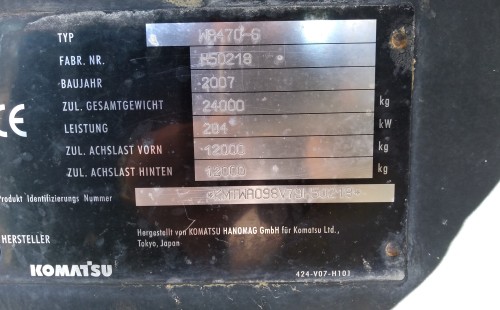 TYP WA470-6
FABR. NR. H50218
BAUJAHR 2007
ZUL. GESAMTGEWICHT 24000 kg
LEISTUNG 204 kW
ZUL. ACHSLAST VORN 12000 kg
ZUL. ACHSLAST HINTEN 12000 kg
Produkt Identifizierungs Nummer
HERSTELLER
Hergestellt von KOMATSU HANOMAG GmbH für Komatsu Ltd.,
Tokyo, Japan
KOMATSU
424-V07-H101
CE